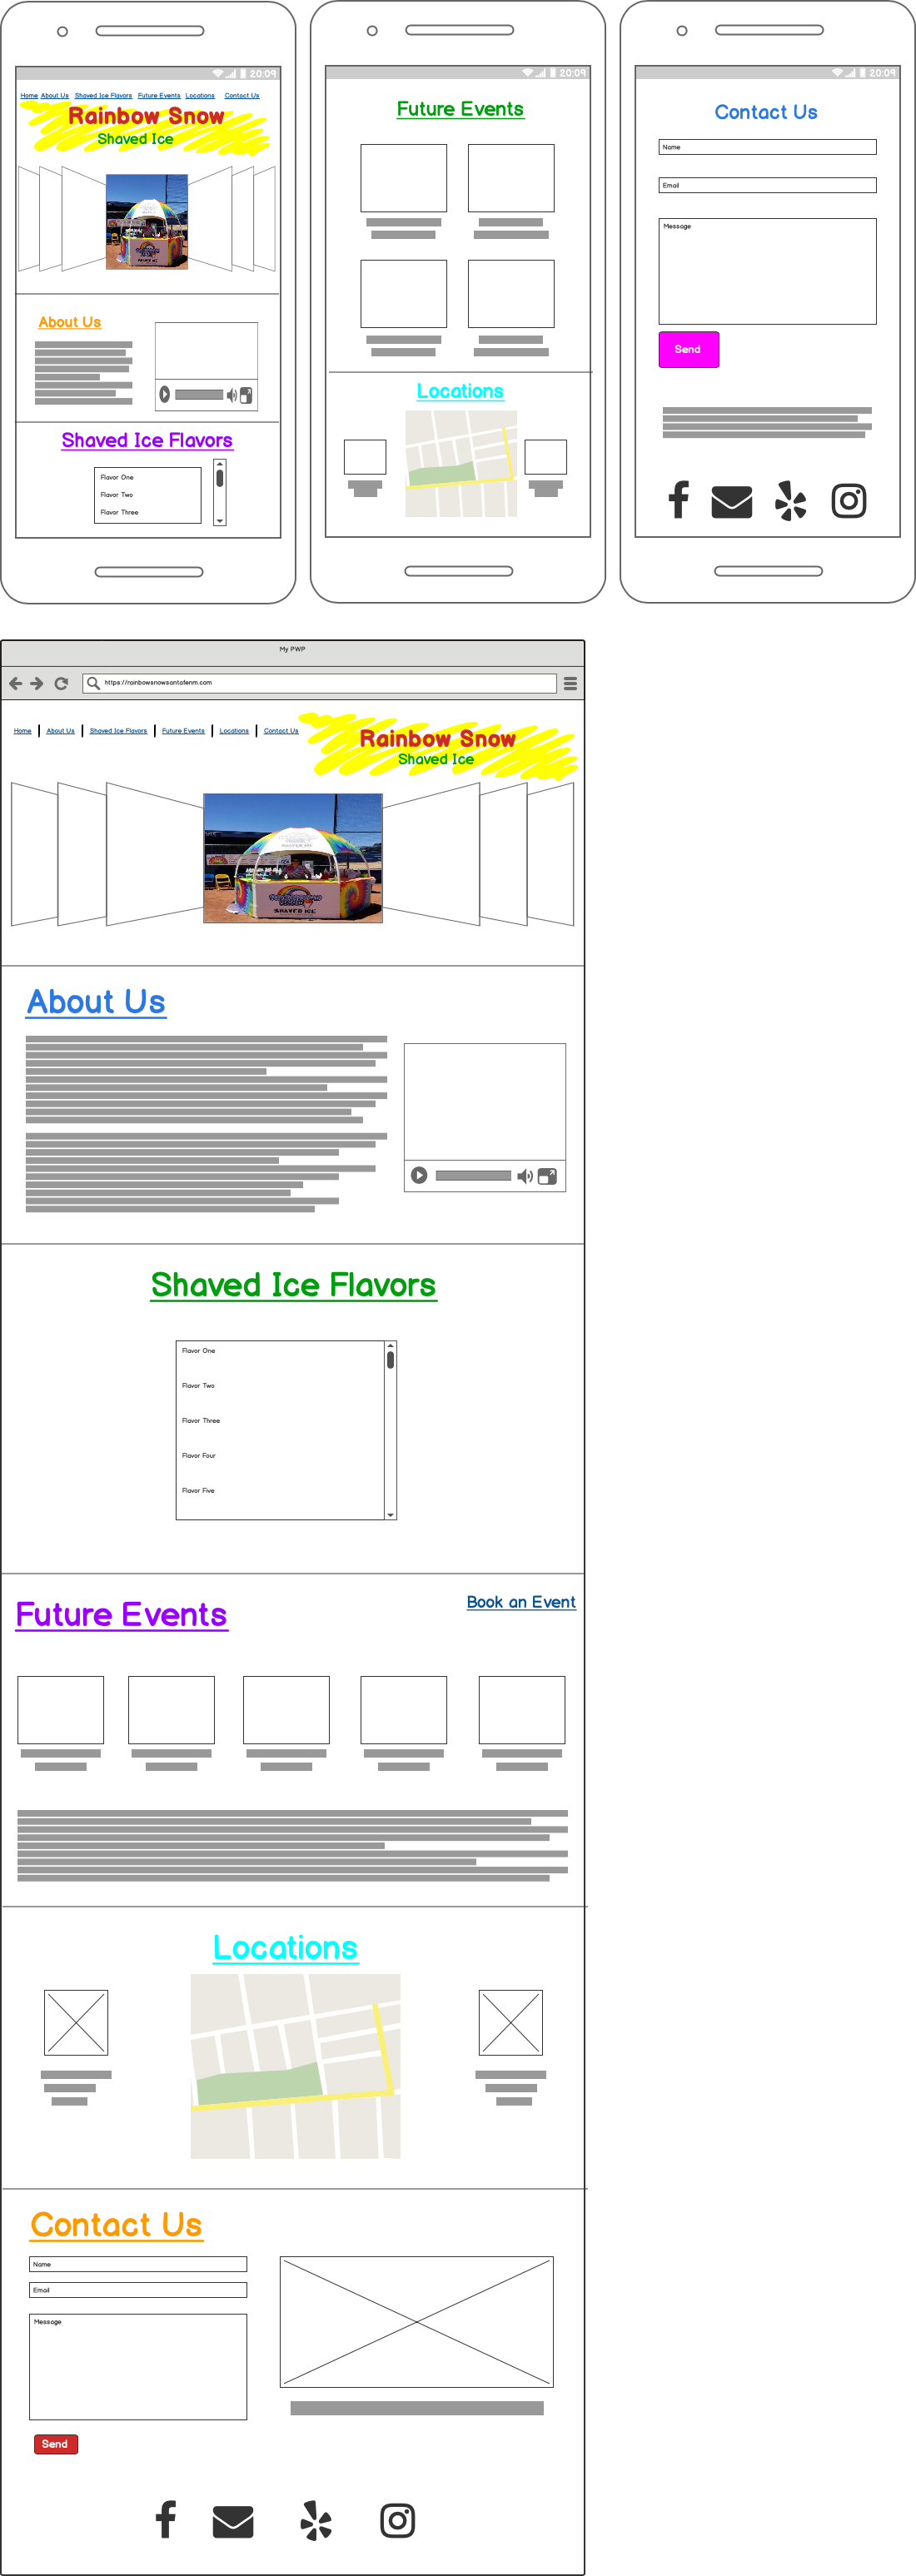 20:09
Home About Us Shaved Ice Flavors Future Events Locations Contact Us
Rainbow Snow
Shaved Ice
About Us
Shaved Ice Flavors
Flavor One
Flavor Two
Flavor Three
20:09
Future Events
Locations
20:09
Contact Us
Name
Email
Message
Send
My PWP
https://rainbowsnowsantafenm.com
Home About Us Shaved Ice Flavors Future Events Locations Contact Us
Rainbow Snow
Shaved Ice
SHAVED ICE
About Us
Shaved Ice Flavors
Flavor One
Flavor Two
Flavor Three
Flavor Four
Flavor Five
Future Events
Book an Event
Locations
Contact Us
Name
Email
Message
Send